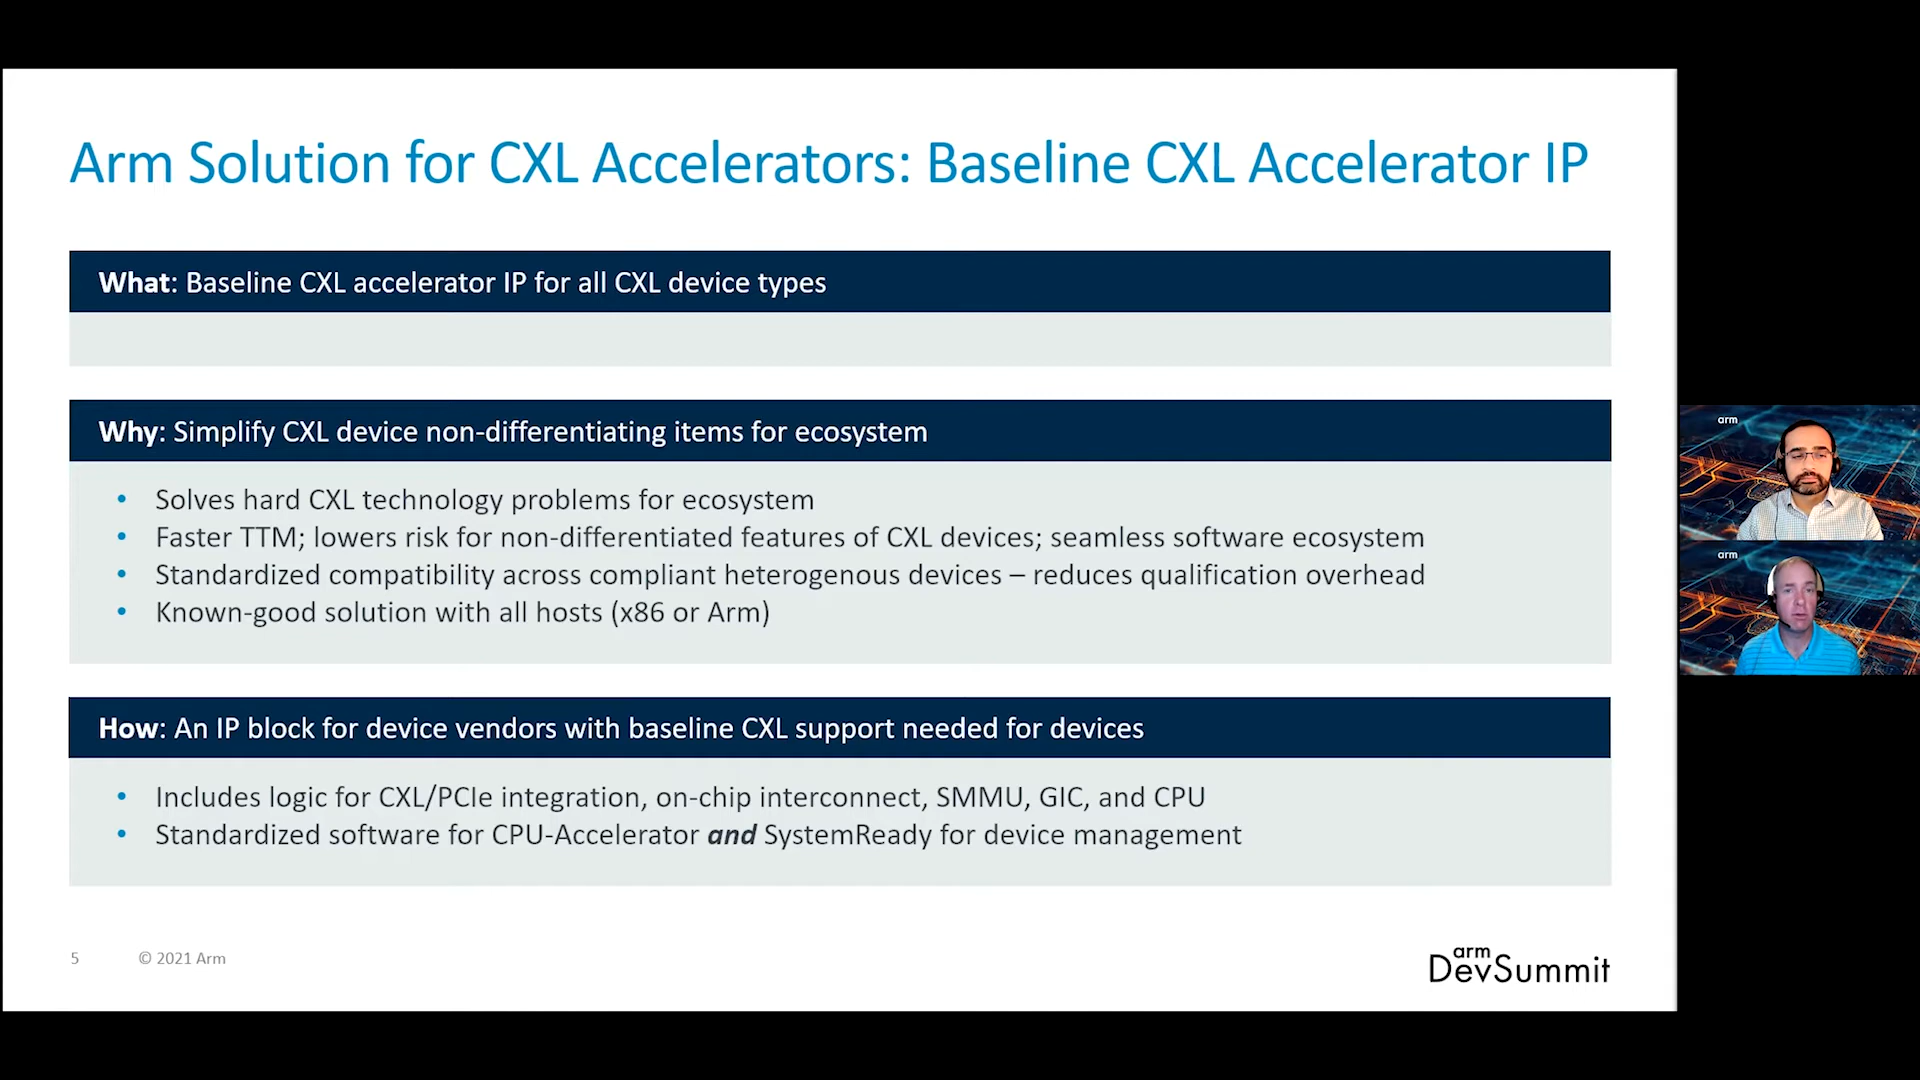 Arm Solution for CXL Accelerators: Baseline CXL Accelerator IP
What: Baseline CXL accelerator IP for all CXL device types
Why: Simplify CXL device non-differentiating items for ecosystem
• Solves hard CXL technology problems for ecosystem
• Faster TTM; lowers risk for non-differentiated features of CXL devices; seamless software ecosystem
• Standardized compatibility across compliant heterogenous devices – reduces qualification overhead
• Known-good solution with all hosts (x86 or Arm)
How: An IP block for device vendors with baseline CXL support needed for devices
• Includes logic for CXL/PCIe integration, on-chip interconnect, SMMU, GIC, and CPU
• Standardized software for CPU-Accelerator and SystemReady for device management
5 © 2021 Arm
arm
DevSummit
arm
arm